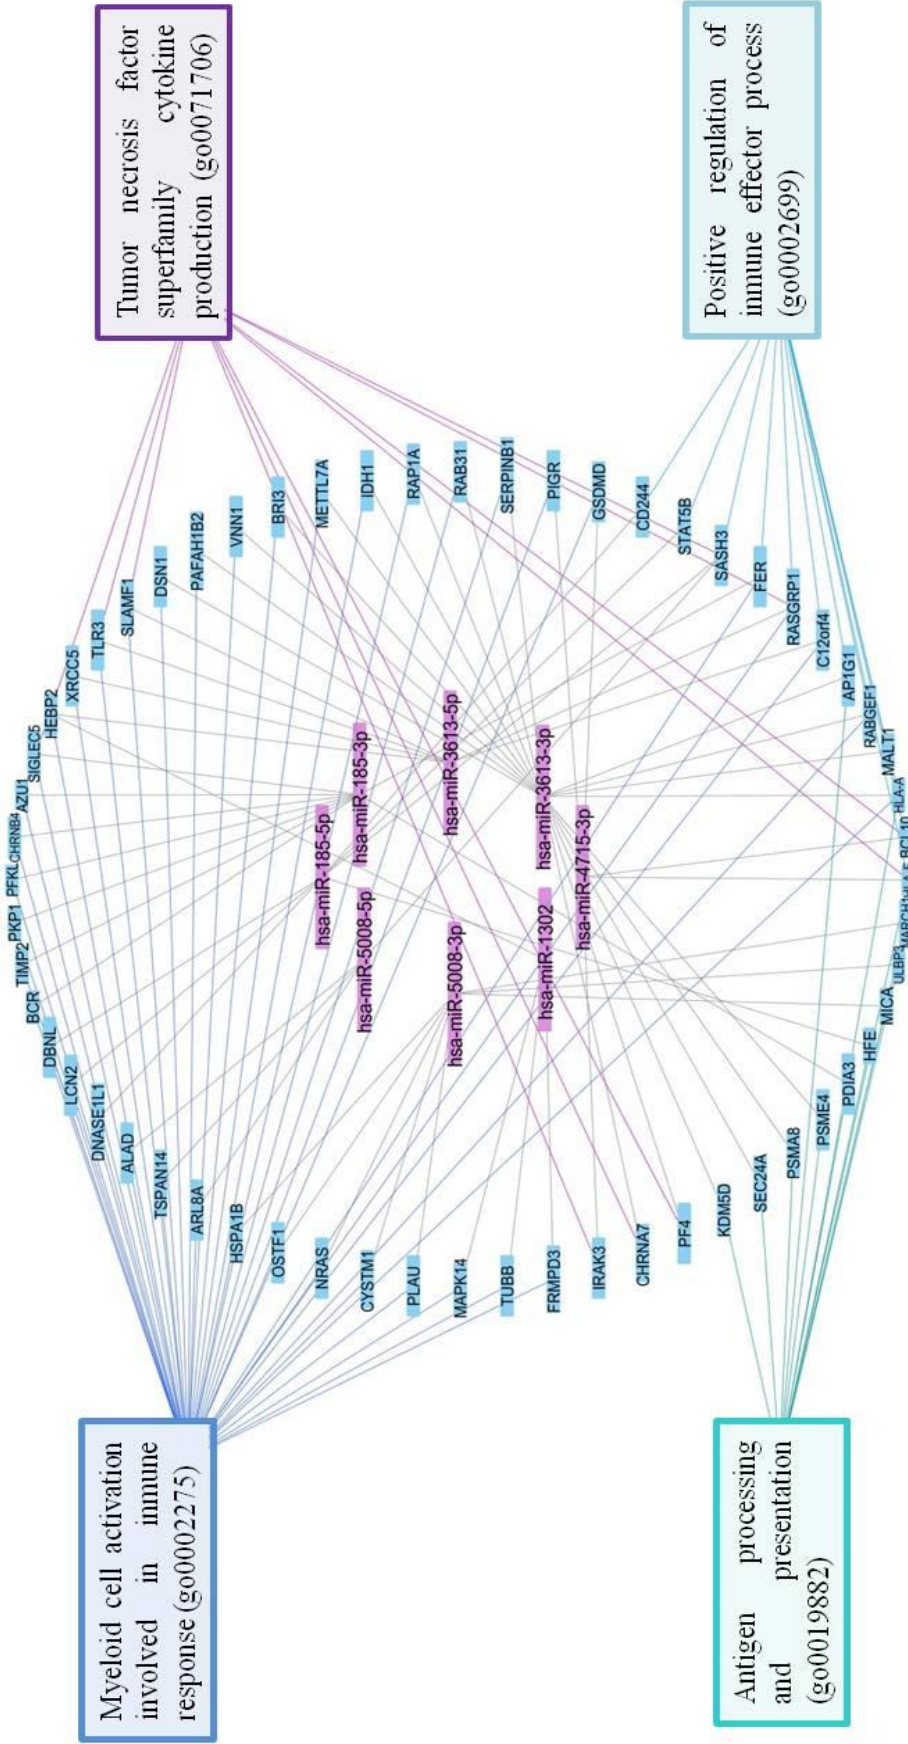 Myeloid cell activation
involved in inmune
response (go0002275)
Tumor necrosis factor
superfamily cytokine
production (go0071706)
Antigen processing
and presentation
(go0019882)
Positive regulation of
inmune effector process
(go0002699)
hsa-miR-185-5p
hsa-miR-185-3p
hsa-miR-5008-5p
hsa-miR-3613-5p
hsa-miR-5008-3p
hsa-miR-3613-3p
hsa-miR-1302
hsa-miR-4715-3p
PFKL
CHRNB4
AZU1
SIGLEC5
HEBP2
XRCC5
TLR3
SLAMF1
DSN1
PAFAH1B2
VNN1
BRI3
METTL7A
IDH1
RAP1A
RAB31
SERPINB1
PIGR
GSDMD
CD244
STAT5B
SASH3
FER
RASGRP1
C12orf4
AP1G1
RABGEF1
MALT1
HLA-A
BCL10
MARCH1
ULBP3
MICA
HFE
PDIA3
PSME4
PSMA8
SEC24A
KDM5D
PF4
CHRNA7
IRAK3
FRMPD3
TUBB
MAPK14
PLAU
CYSTM1
NRAS
OSTF1
HSPA1B
ARL8A
TSPAN14
ALAD
DNASE1L1
LCN2
DBNL
BCR
TIMP2
PKP1